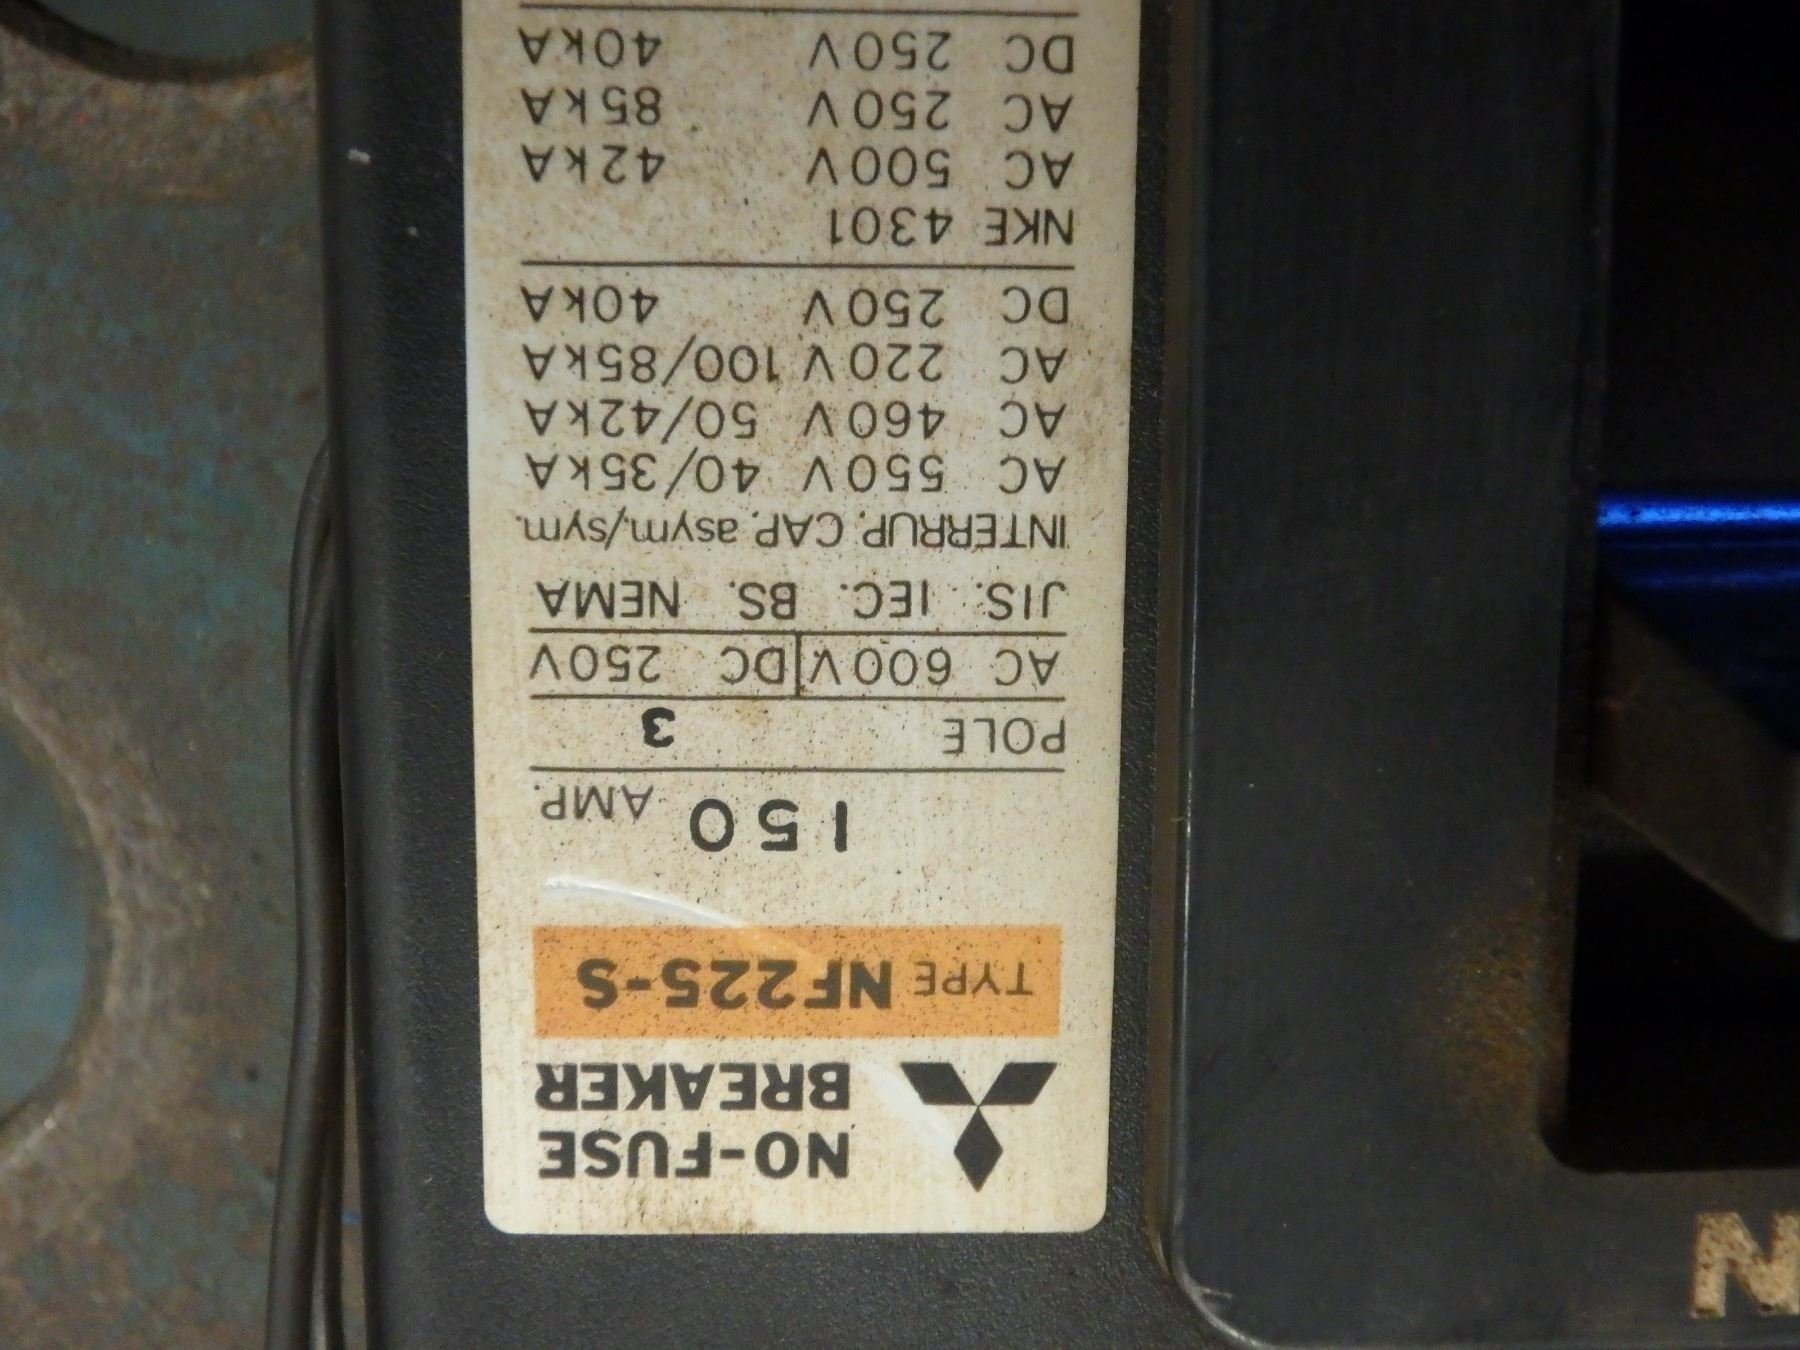 NO-FUSE
BREAKER
TYPE NF225-S
150 AMP.
POLE 3
AC 600V DC 250V
JIS. IEC. BS. NEMA
INTERRUP. CAP. asym./sym.
AC 550V 40/35kA
AC 460V 50/42kA
AC 220V 100/85kA
DC 250V 40kA
NKE 4301
AC 500V 42kA
AC 250V 85kA
DC 250V 40kA